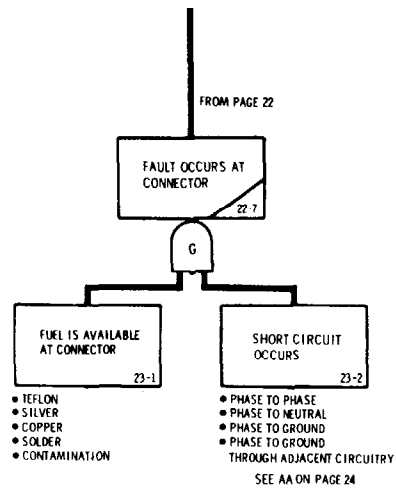 FROM PAGE 22
FAULT OCCURS AT
CONNECTOR
22-7
G
FUEL IS AVAILABLE
AT CONNECTOR
23-1
SHORT CIRCUIT
OCCURS
23-2
• TEFLON
• SILVER
• COPPER
• SOLDER
• CONTAMINATION
• PHASE TO PHASE
• PHASE TO NEUTRAL
• PHASE TO GROUND
• PHASE TO GROUND
THROUGH ADJACENT CIRCUITRY
SEE AA ON PAGE 24